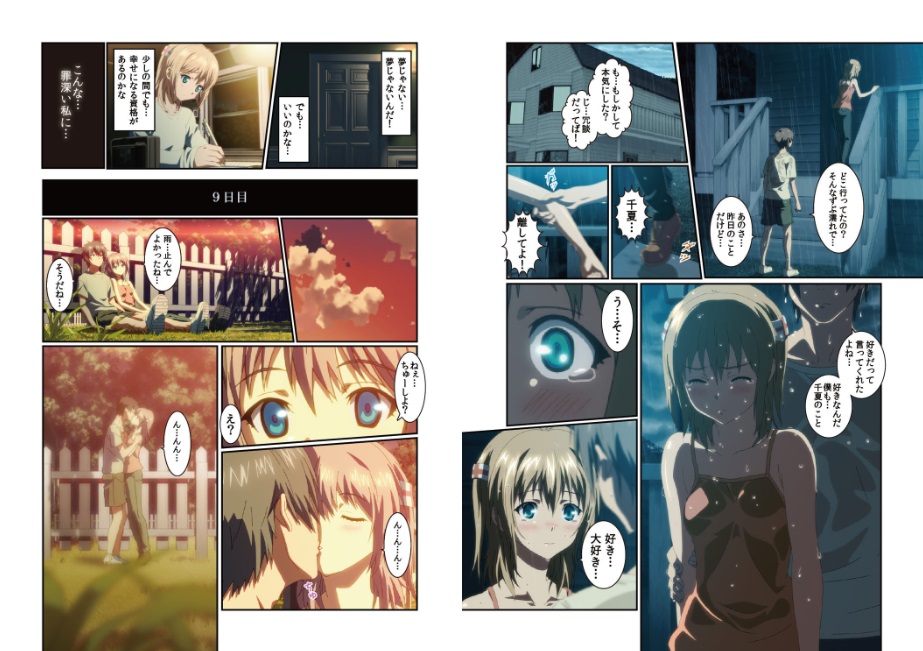 どこ行ってたの?
そんなずぶ濡れで…
あのさ…
昨日のこと
だけど…
も…もしかして
本気にした?
じ…冗談
だってば!
千夏…
離してよ!
好きだって
言ってくれた
よね…
好きなんだ
僕も…
千夏のこと
う…そ…
好き…
大好き…
夢じゃない…
夢じゃないんだ!
でも…
いいのかな…
少しの間でも…
幸せになる資格が
あるのかな
こんな…
罪深い私に…
9日目
雨…止んで
よかったね…
そうだね…
ねぇ…
ちゅーしよ?
え?
ん…ん…ん…
ん…んん…